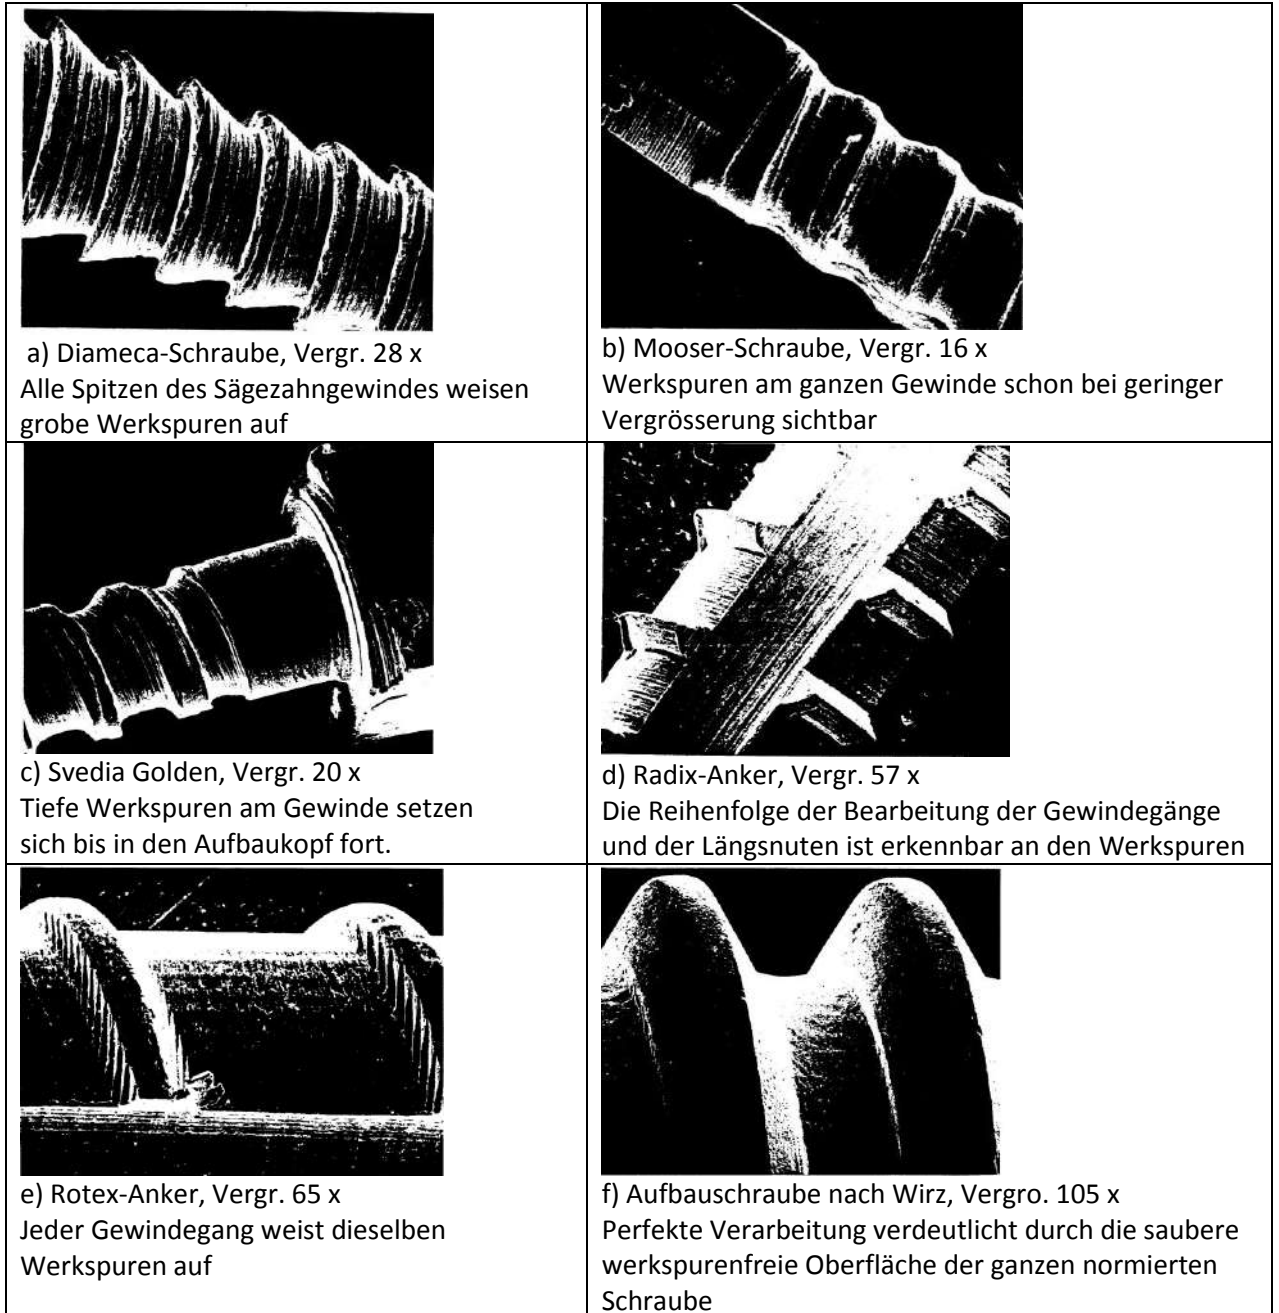 a) Diameca-Schraube, Vergr. 28 x
Alle Spitzen des Sägezahngewindes weisen
grobe Werkspuren auf
b) Mooser-Schraube, Vergr. 16 x
Werkspuren am ganzen Gewinde schon bei geringer
Vergrösserung sichtbar
c) Svedia Golden, Vergr. 20 x
Tiefe Werkspuren am Gewinde setzen
sich bis in den Aufbaukopf fort.
d) Radix-Anker, Vergr. 57 x
Die Reihenfolge der Bearbeitung der Gewindegänge
und der Längsnuten ist erkennbar an den Werkspuren
e) Rotex-Anker, Vergr. 65 x
Jeder Gewindegang weist dieselben
Werkspuren auf
f) Aufbauschraube nach Wirz, Vergro. 105 x
Perfekte Verarbeitung verdeutlicht durch die saubere
werkspurenfreie Oberfläche der ganzen normierten
Schraube